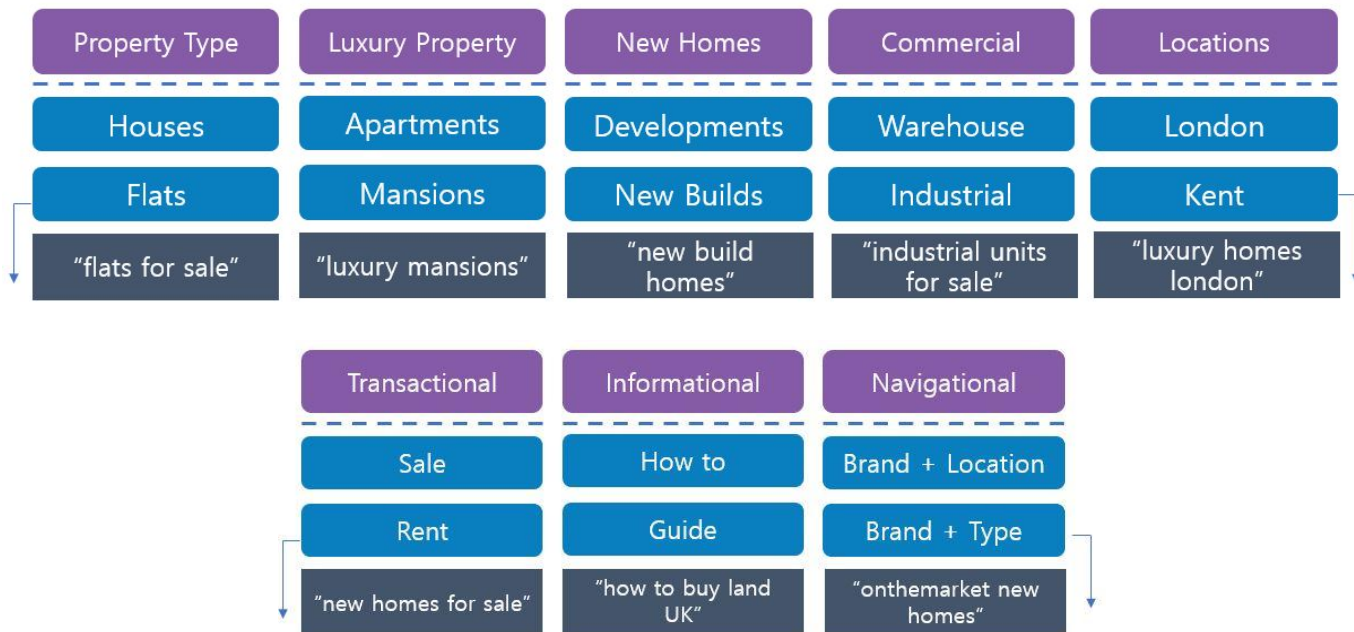 Property Type
Luxury Property
New Homes
Commercial
Locations
Houses
Apartments
Developments
Warehouse
London
Flats
Mansions
New Builds
Industrial
Kent
“flats for sale”
“luxury mansions”
“new build
homes”
“industrial units
for sale”
“luxury homes
london”
Transactional
Informational
Navigational
Sale
How to
Brand + Location
Rent
Guide
Brand + Type
“new homes for sale”
“how to buy land
UK”
“onthemarket new
homes”